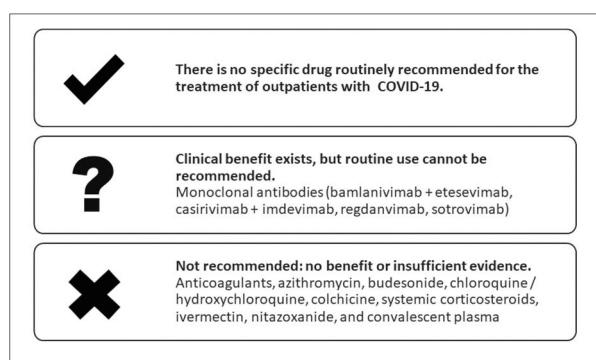 There is no specific drug routinely recommended for the
treatment of outpatients with COVID-19.
Clinical benefit exists, but routine use cannot be
recommended.
Monoclonal antibodies (bamlanivimab + etesevimab,
casirivimab + imdevimab, regdanvimab, sotrovimab)
Not recommended: no benefit or insufficient evidence.
Anticoagulants, azithromycin, budesonide, chloroquine /
hydroxychloroquine, colchicine, systemic corticosteroids,
ivermectin, nitazoxanide, and convalescent plasma